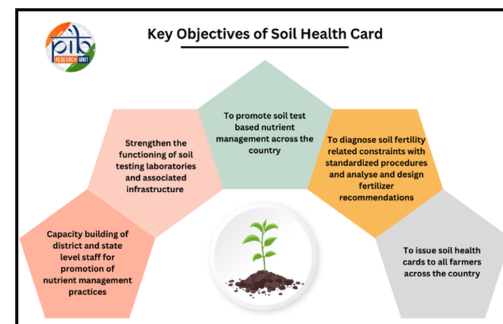 Key Objectives of Soil Health Card
pib
RESEARCH UNIT
Capacity building of
district and state
level staff for
promotion of
nutrient management
practices
Strengthen the
functioning of soil
testing laboratories
and associated
infrastructure
To promote soil test
based nutrient
management across the
country
To diagnose soil fertility
related constraints with
standardized procedures
and analyse and design
fertilizer
recommendations
To issue soil health
cards to all farmers
across the country